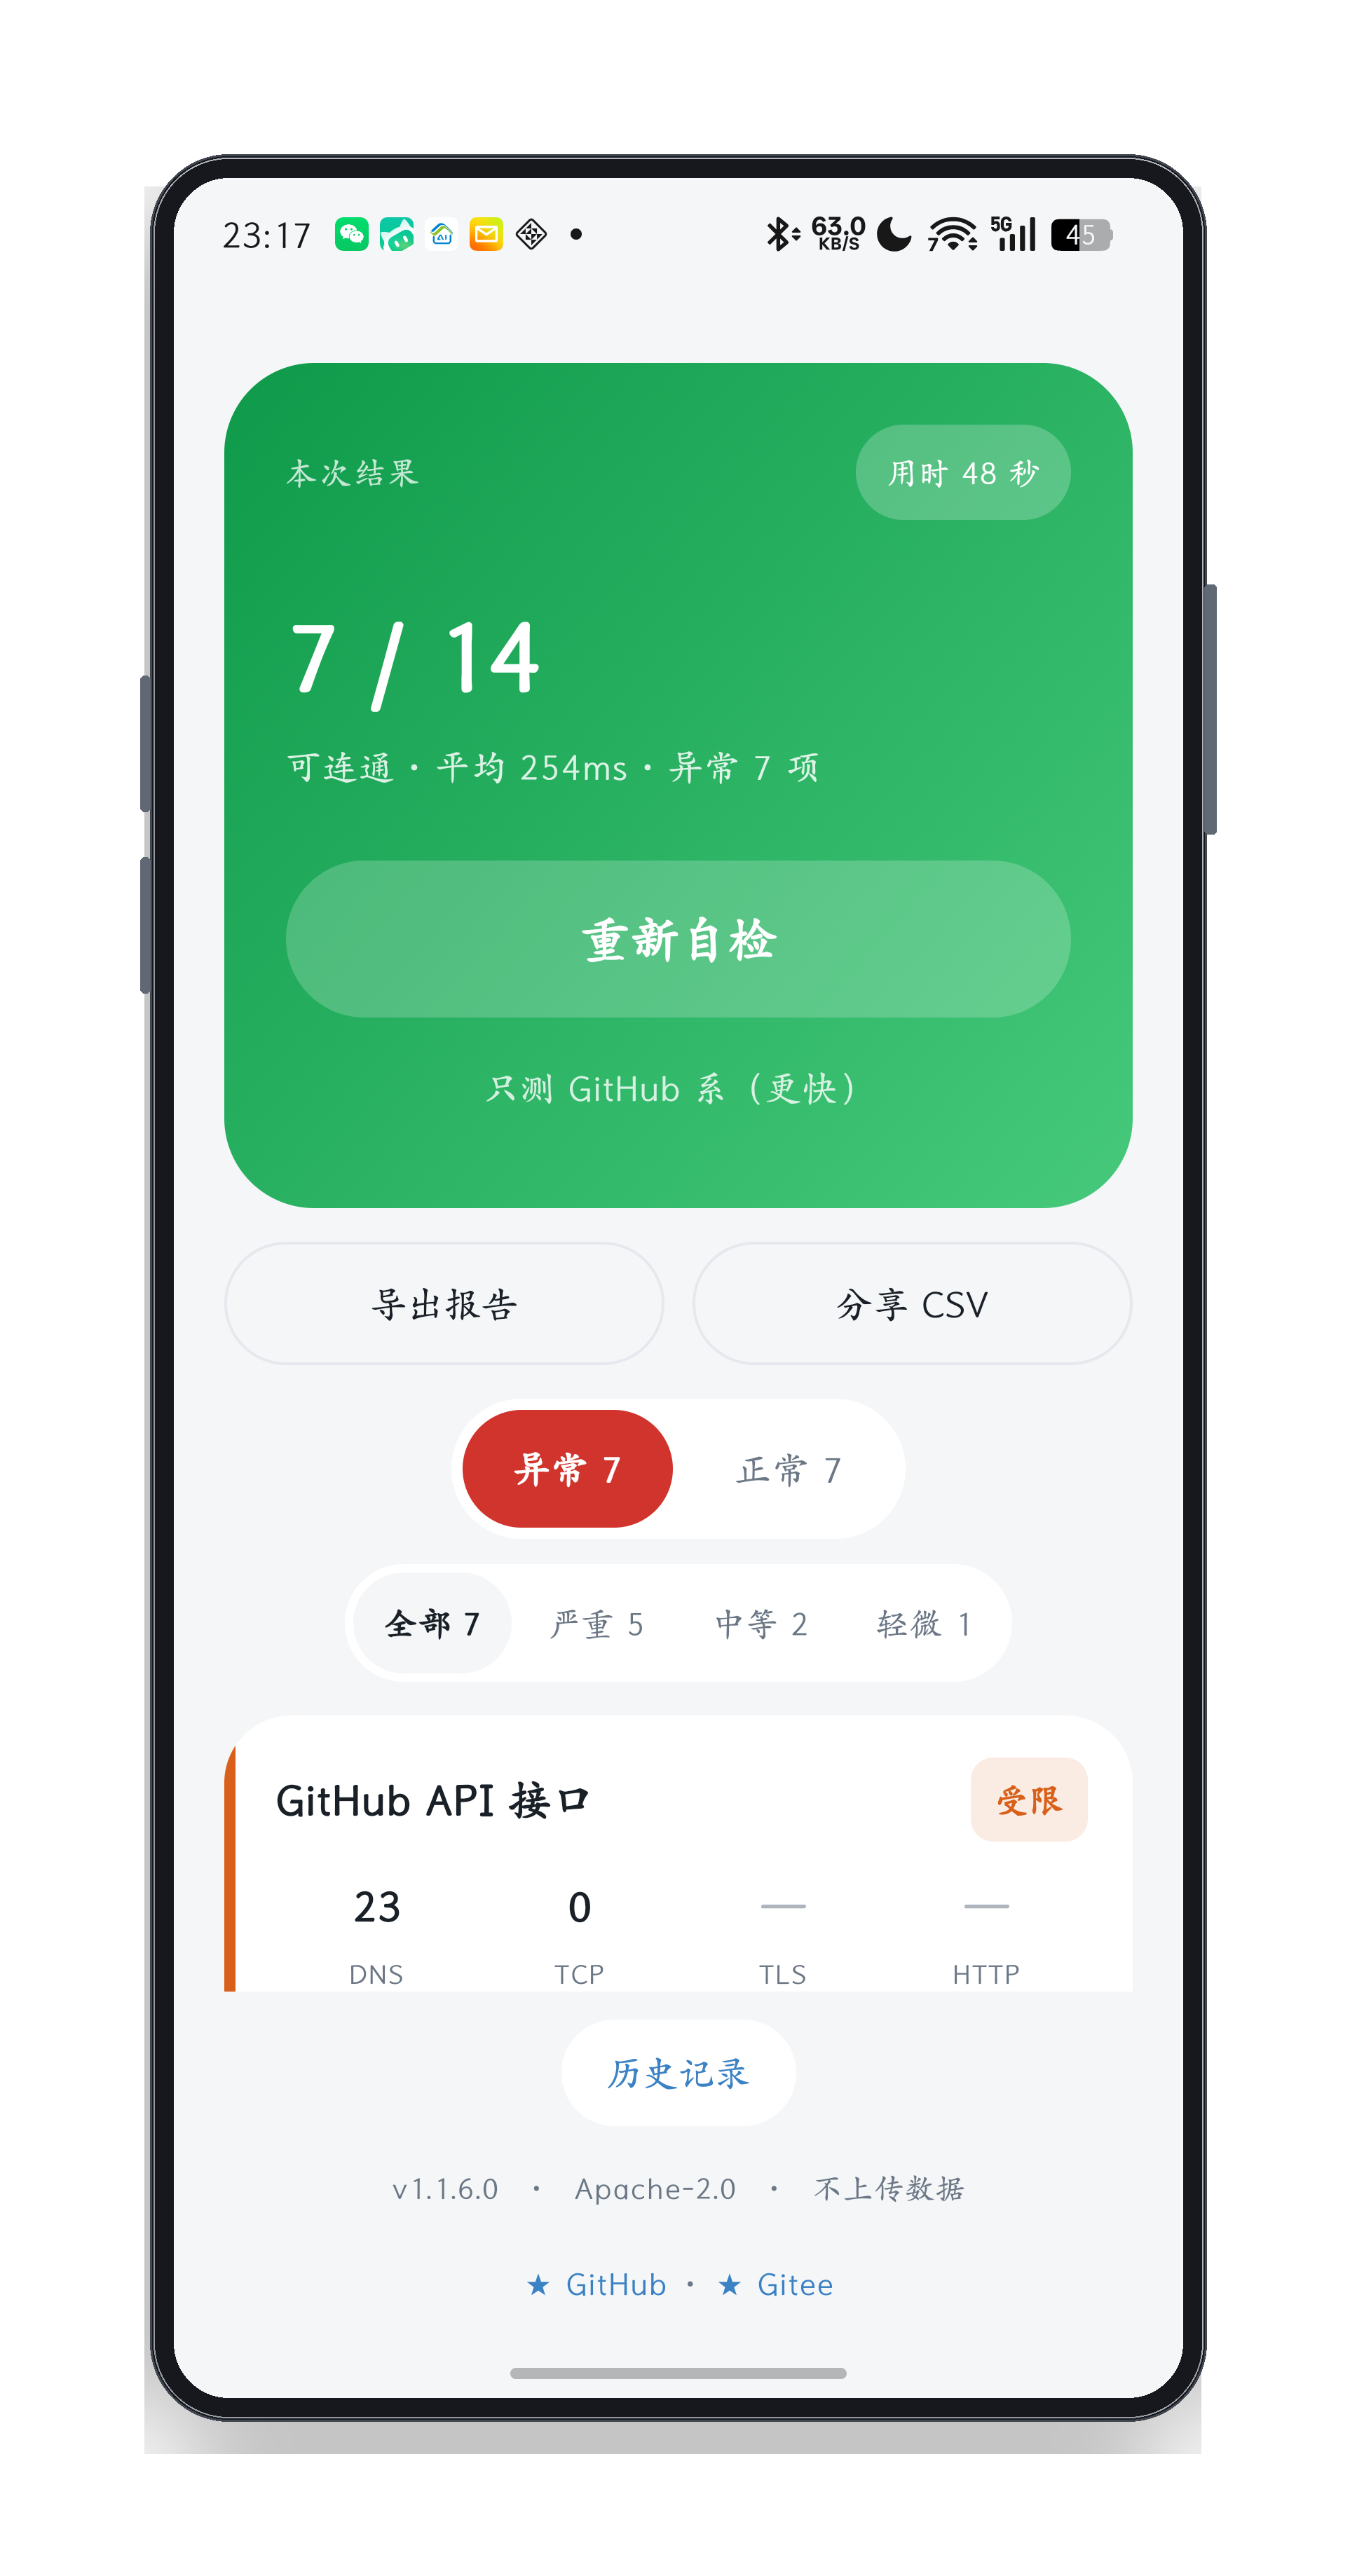 23:17 63.0 KB/S 7 5G 45
本次结果 用时 48 秒
7 / 14
可连通 · 平均 254ms · 异常 7 项
重新自检
只测 GitHub 系（更快）
导出报告 分享 CSV
异常 7 正常 7
全部 7 严重 5 中等 2 轻微 1
GitHub API 接口 受限
23 0 — —
DNS TCP TLS HTTP
历史记录
v1.1.6.0 · Apache-2.0 · 不上传数据
★ GitHub · ★ Gitee